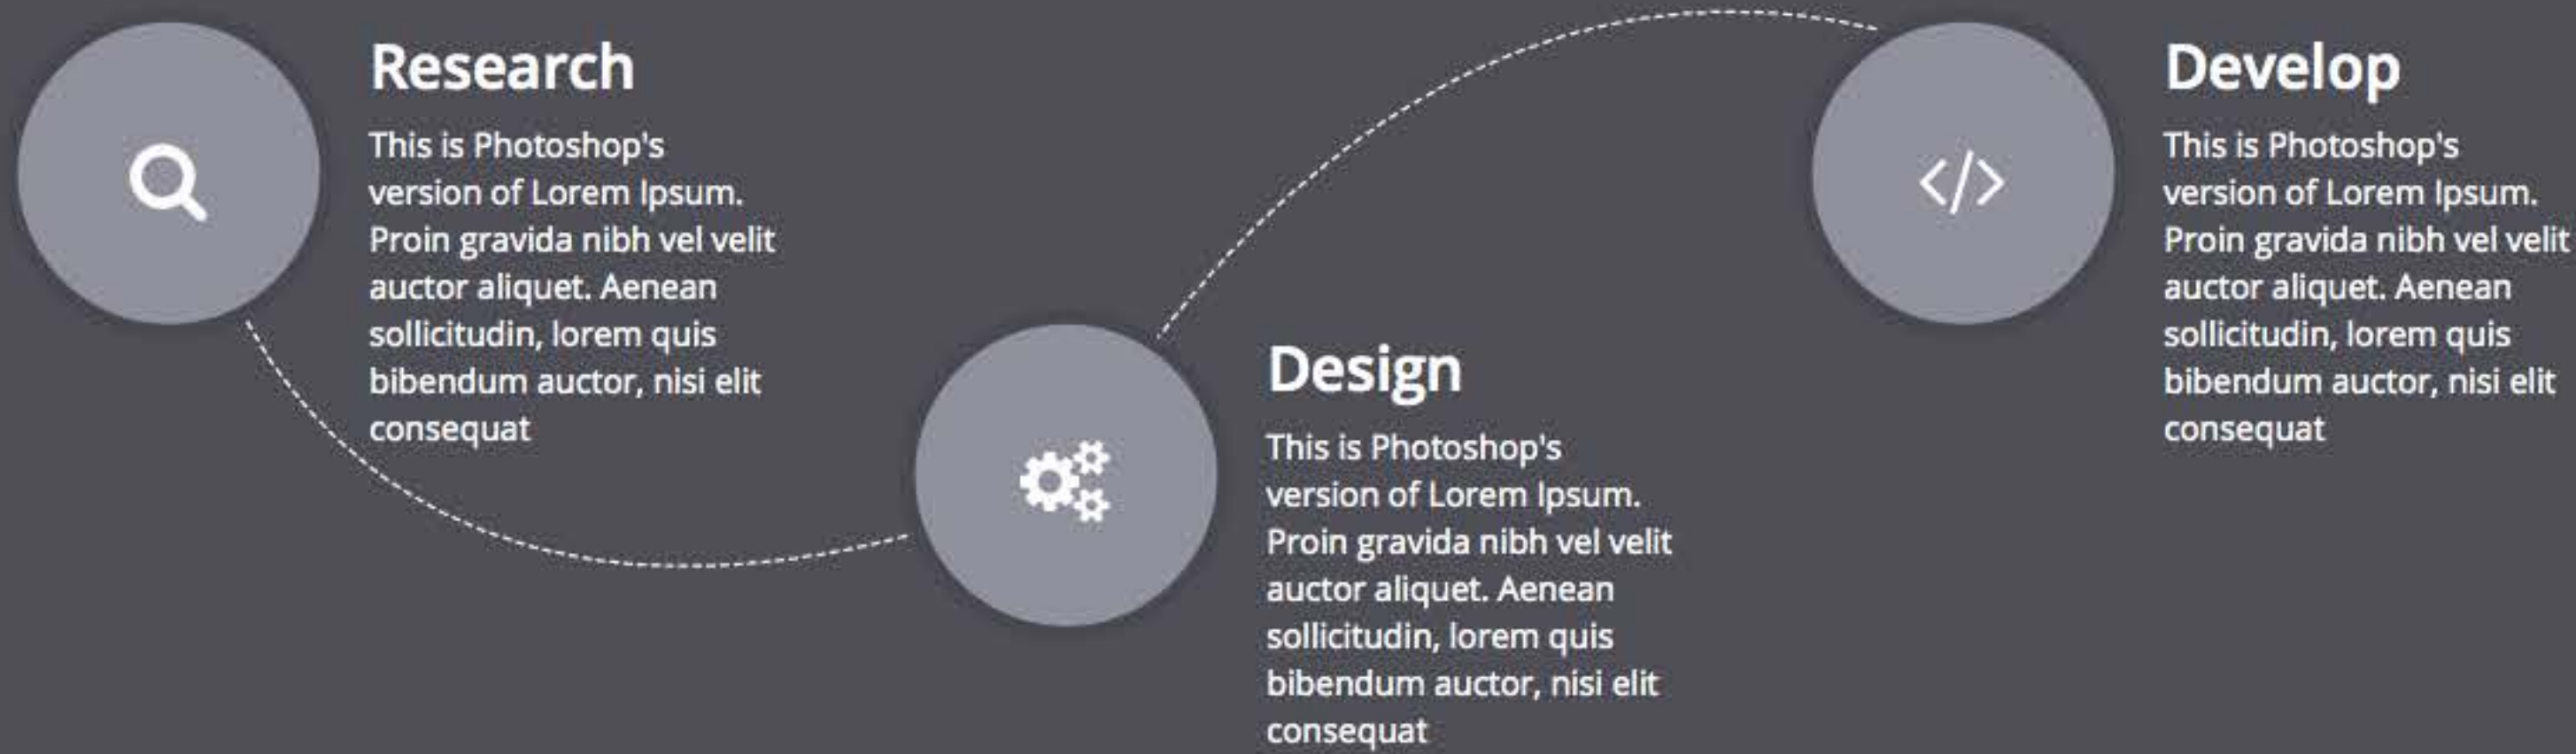 Research
This is Photoshop's
version of Lorem Ipsum.
Proin gravida nibh vel velit
auctor aliquet. Aenean
sollicitudin, lorem quis
bibendum auctor, nisi elit
consequat
Design
This is Photoshop's
version of Lorem Ipsum.
Proin gravida nibh vel velit
auctor aliquet. Aenean
sollicitudin, lorem quis
bibendum auctor, nisi elit
consequat
Develop
This is Photoshop's
version of Lorem Ipsum.
Proin gravida nibh vel velit
auctor aliquet. Aenean
sollicitudin, lorem quis
bibendum auctor, nisi elit
consequat